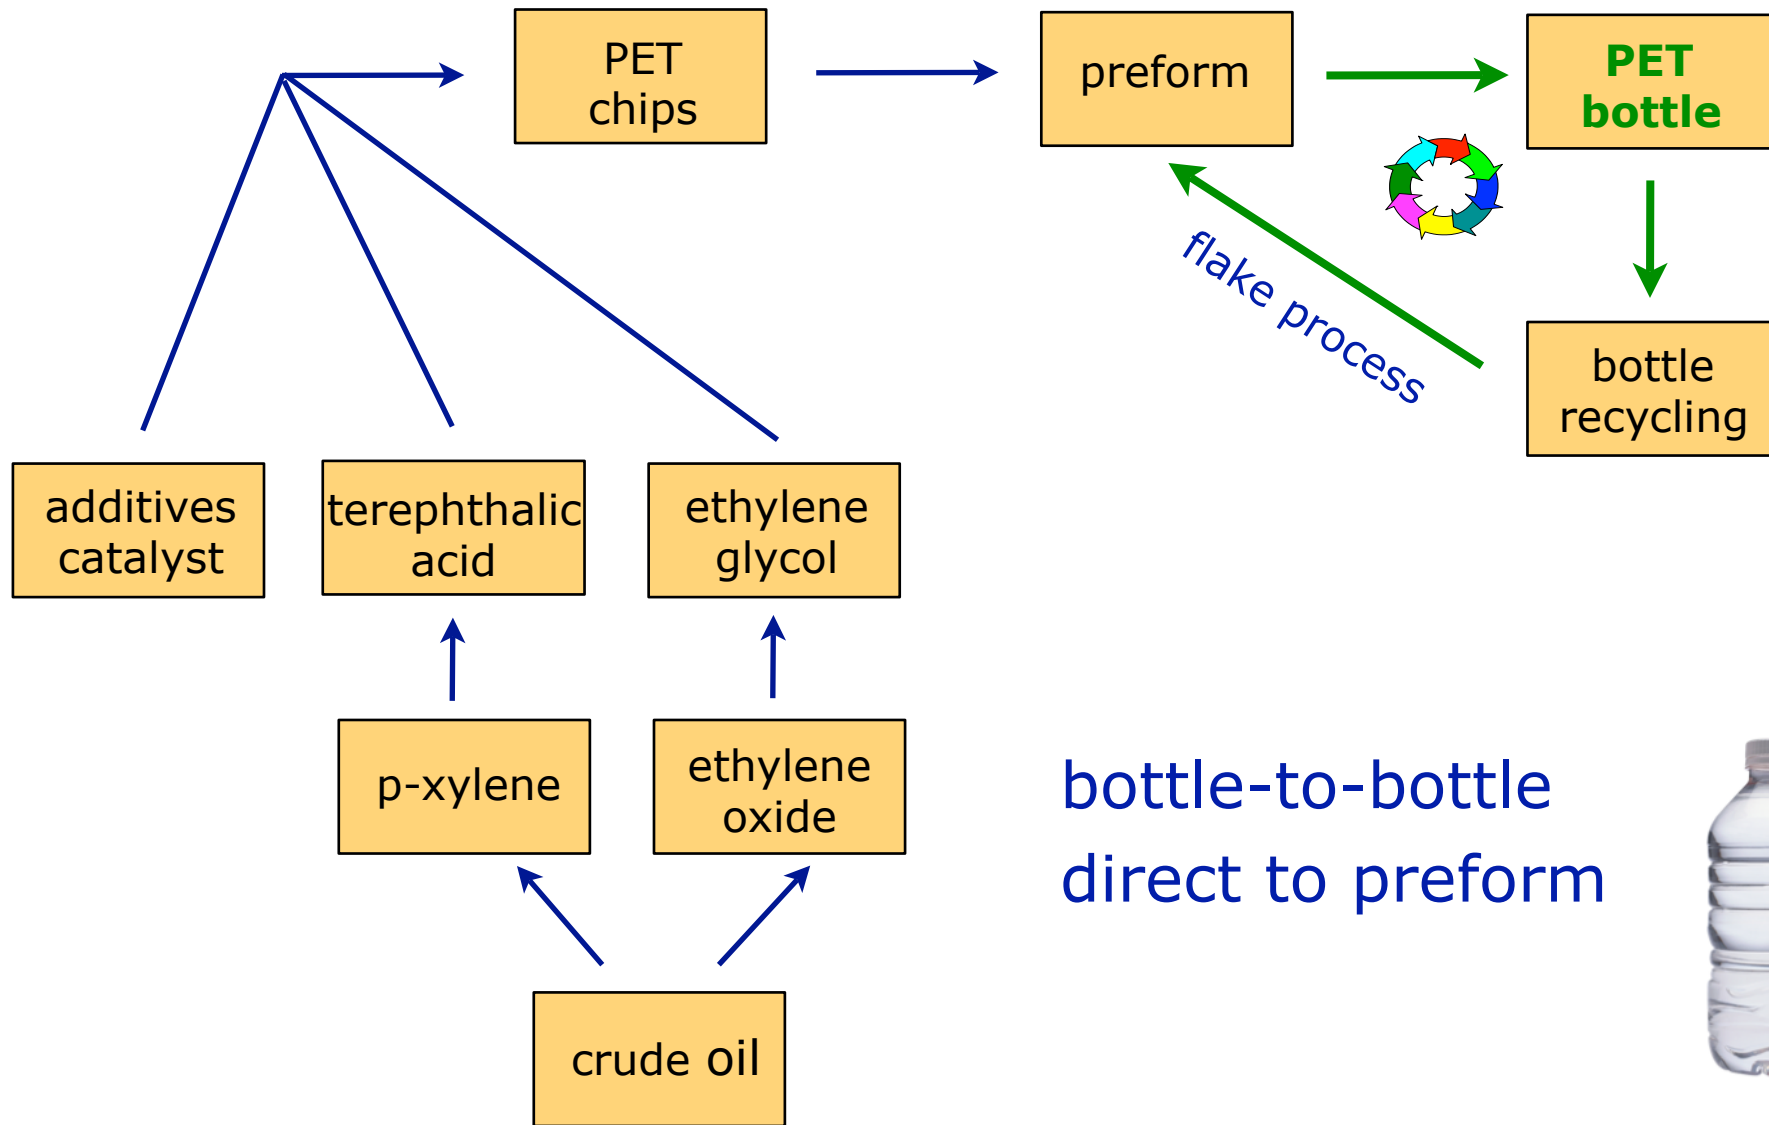 PET
chips
preform
PET
bottle
flake process
bottle
recycling
additives
catalyst
terephthalic
acid
ethylene
glycol
p-xylene
ethylene
oxide
bottle-to-bottle
direct to preform
crude oil